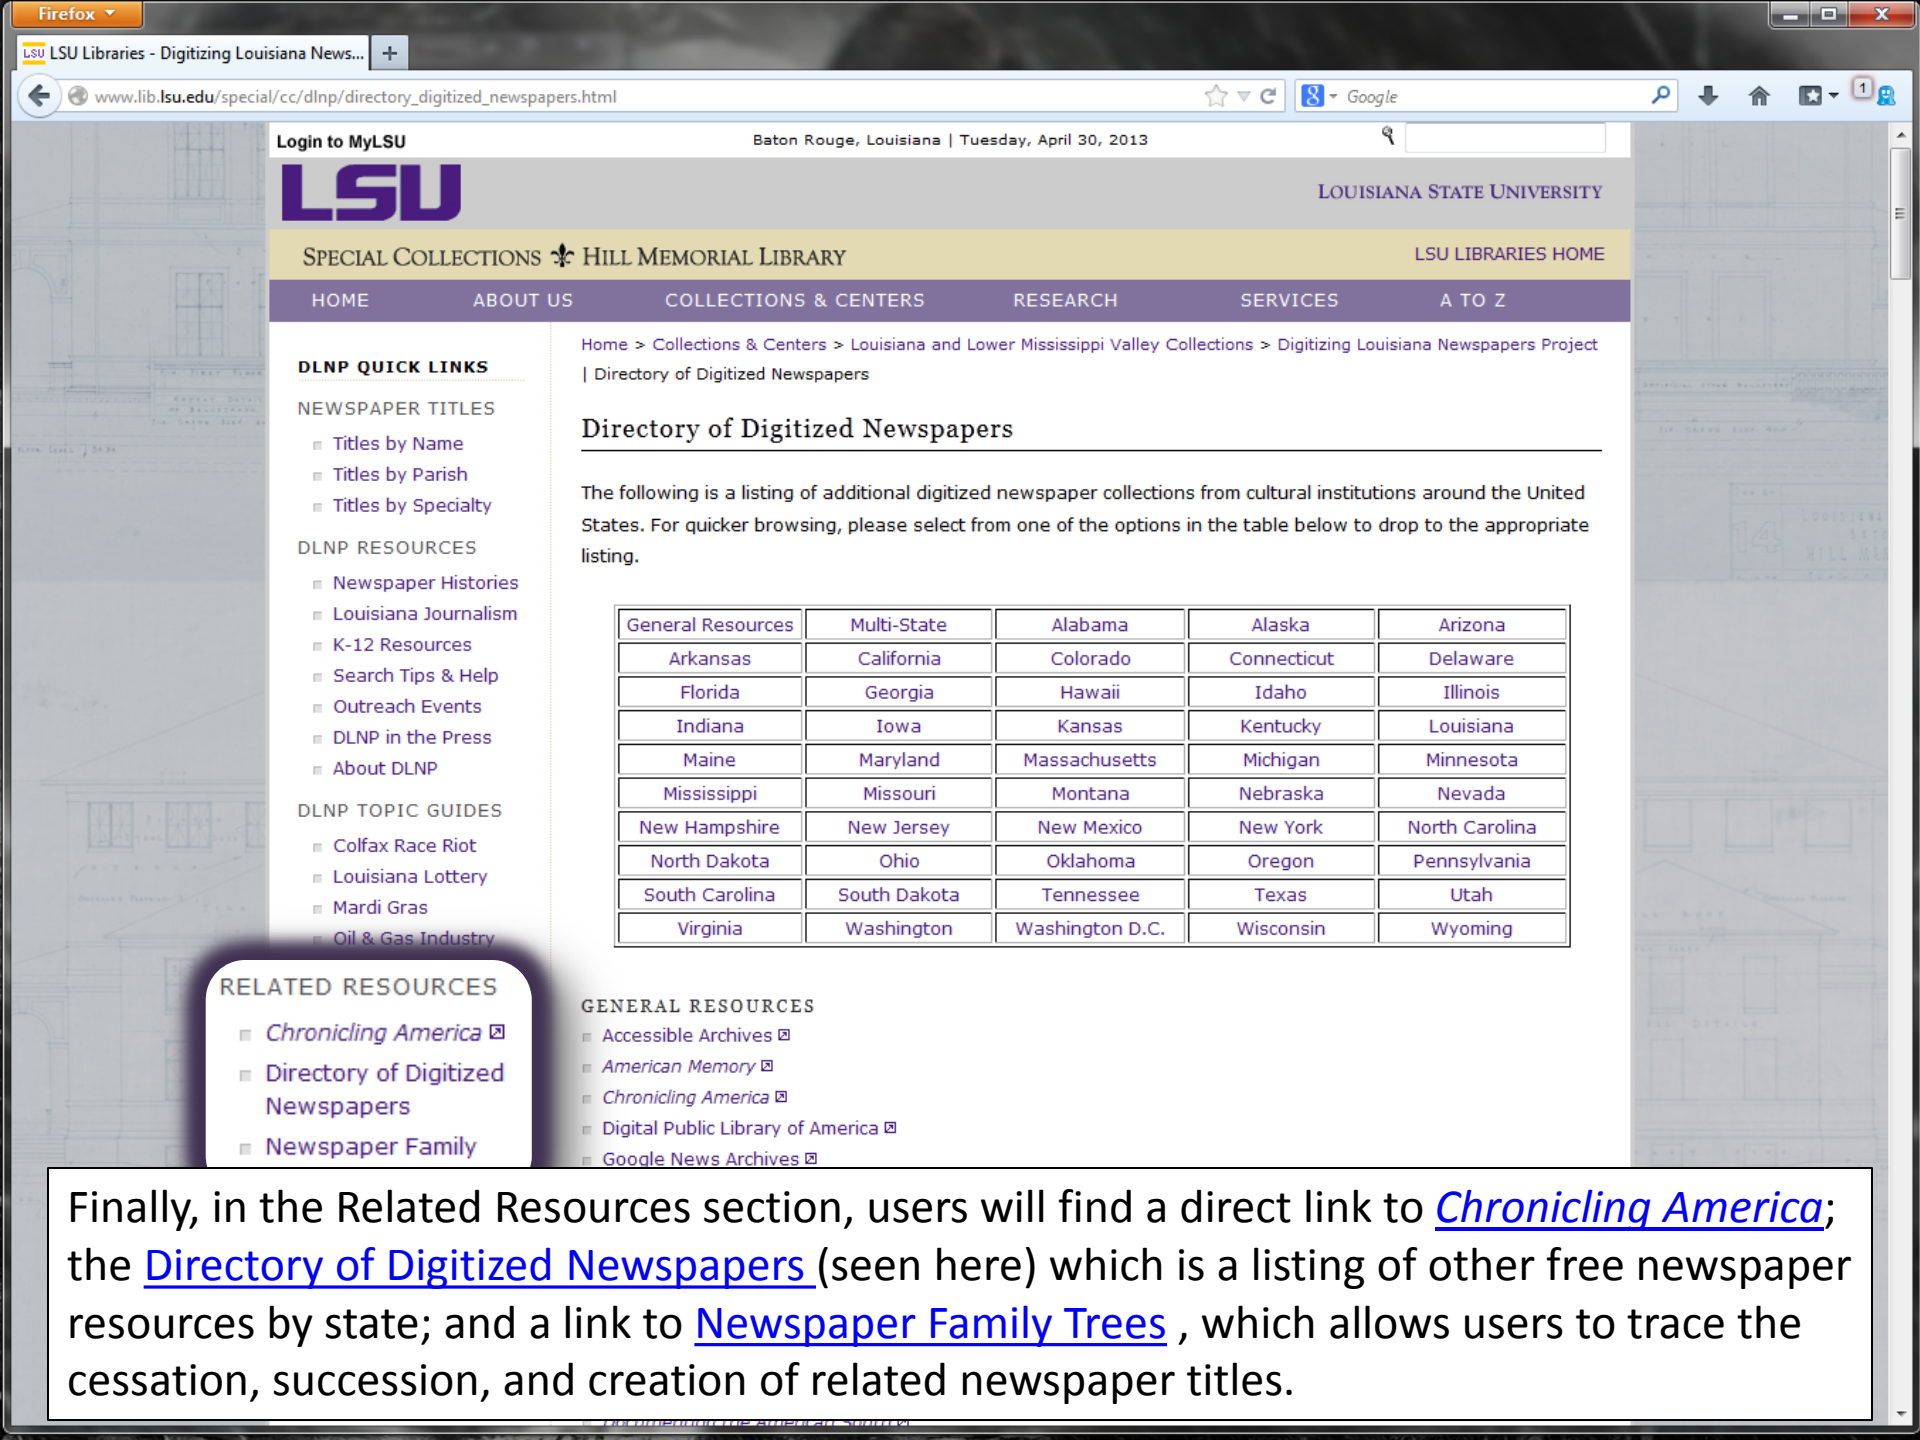 Firefox
LSU Libraries - Digitizing Louisiana News...
www.lib.lsu.edu/special/cc/dlnp/directory_digitized_newspapers.html
Google
1
Login to MyLSU
Baton Rouge, Louisiana | Tuesday, April 30, 2013
LSU
LOUISIANA STATE UNIVERSITY
SPECIAL COLLECTIONS HILL MEMORIAL LIBRARY
LSU LIBRARIES HOME
HOME ABOUT US COLLECTIONS & CENTERS RESEARCH SERVICES A TO Z
DLNP QUICK LINKS
NEWSPAPER TITLES
Titles by Name
Titles by Parish
Titles by Specialty
DLNP RESOURCES
Newspaper Histories
Louisiana Journalism
K-12 Resources
Search Tips & Help
Outreach Events
DLNP in the Press
About DLNP
DLNP TOPIC GUIDES
Colfax Race Riot
Louisiana Lottery
Mardi Gras
Oil & Gas Industry
RELATED RESOURCES
Chronicling America
Directory of Digitized
Newspapers
Newspaper Family
Home > Collections & Centers > Louisiana and Lower Mississippi Valley Collections > Digitizing Louisiana Newspapers Project
| Directory of Digitized Newspapers
Directory of Digitized Newspapers
The following is a listing of additional digitized newspaper collections from cultural institutions around the United
States. For quicker browsing, please select from one of the options in the table below to drop to the appropriate
listing.
General Resources Multi-State Alabama Alaska Arizona
Arkansas California Colorado Connecticut Delaware
Florida Georgia Hawaii Idaho Illinois
Indiana Iowa Kansas Kentucky Louisiana
Maine Maryland Massachusetts Michigan Minnesota
Mississippi Missouri Montana Nebraska Nevada
New Hampshire New Jersey New Mexico New York North Carolina
North Dakota Ohio Oklahoma Oregon Pennsylvania
South Carolina South Dakota Tennessee Texas Utah
Virginia Washington Washington D.C. Wisconsin Wyoming
GENERAL RESOURCES
Accessible Archives
American Memory
Chronicling America
Digital Public Library of America
Google News Archives
Finally, in the Related Resources section, users will find a direct link to Chronicling America;
the Directory of Digitized Newspapers (seen here) which is a listing of other free newspaper
resources by state; and a link to Newspaper Family Trees , which allows users to trace the
cessation, succession, and creation of related newspaper titles.